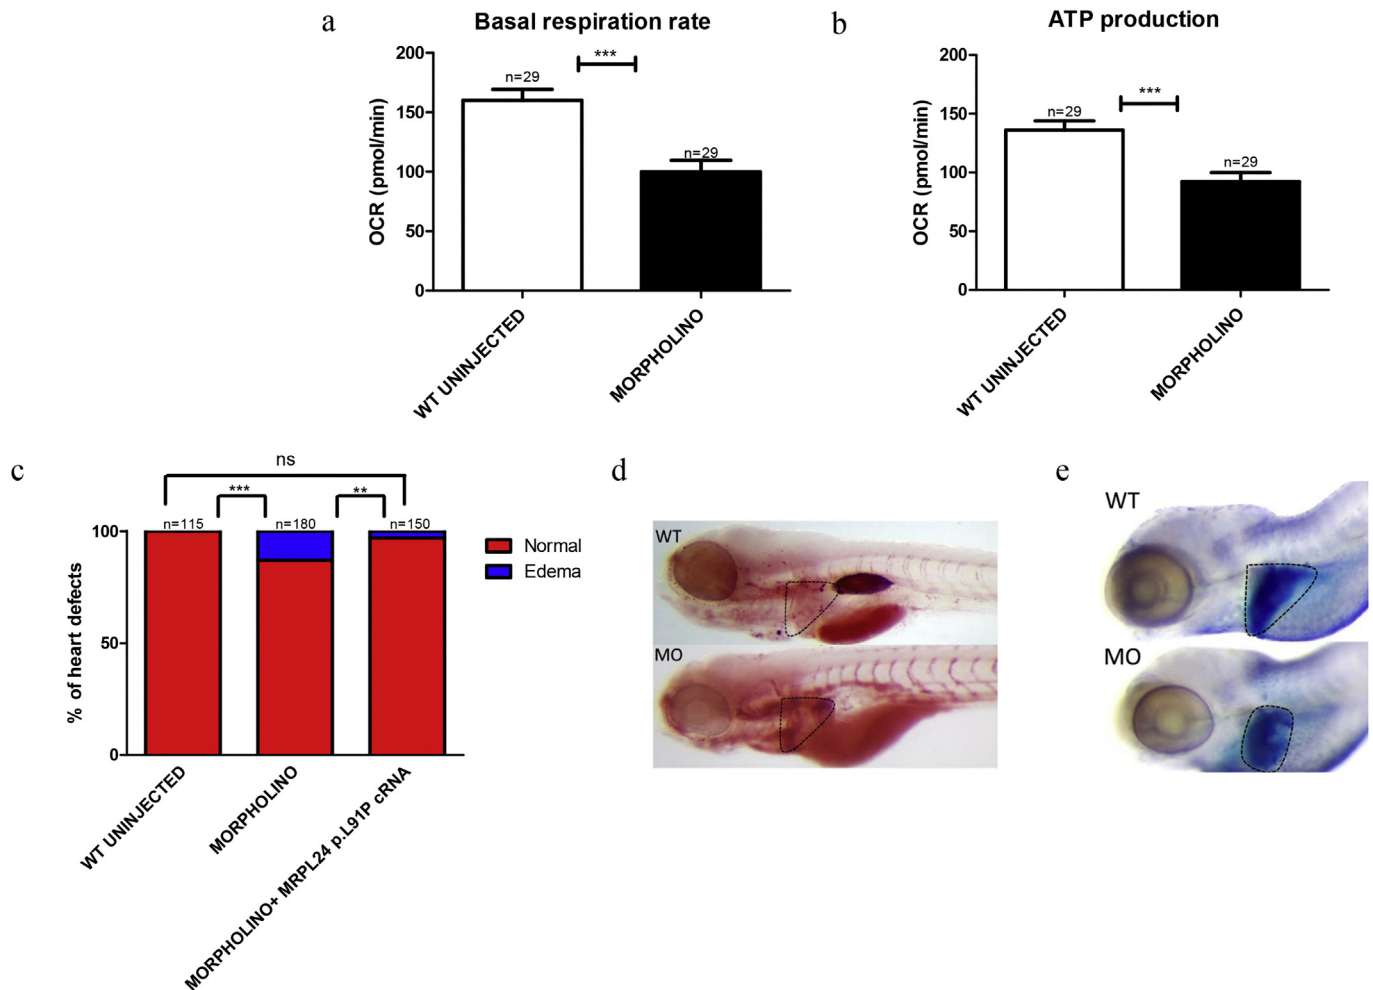 a
Basal respiration rate
OCR (pmol/min)
200
150
100
50
0
n=29
***
n=29
WT UNINJECTED
MORPHOLINO
b
ATP production
OCR (pmol/min)
200
150
100
50
0
n=29
***
n=29
WT UNINJECTED
MORPHOLINO
c
ns
***
**
n=115
n=180
n=150
% of heart defects
100
50
0
Normal
Edema
WT UNINJECTED
MORPHOLINO
MORPHOLINO+ MRPL24 p.L91P cRNA
d
WT
MO
e
WT
MO